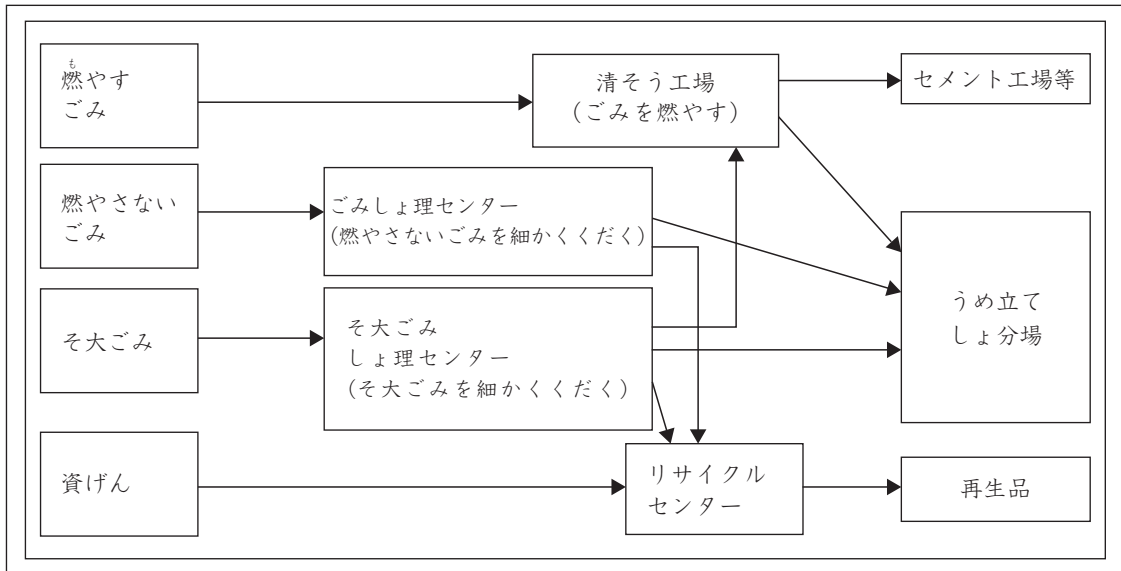 も
燃やす
ごみ
清そう工場
(ごみを燃やす)
セメント工場等
燃やさない
ごみ
ごみしょ理センター
(燃やさないごみを細かくくだく)
うめ立て
しょ分場
そ大ごみ
そ大ごみ
しょ理センター
(そ大ごみを細かくくだく)
資げん
リサイクル
センター
再生品